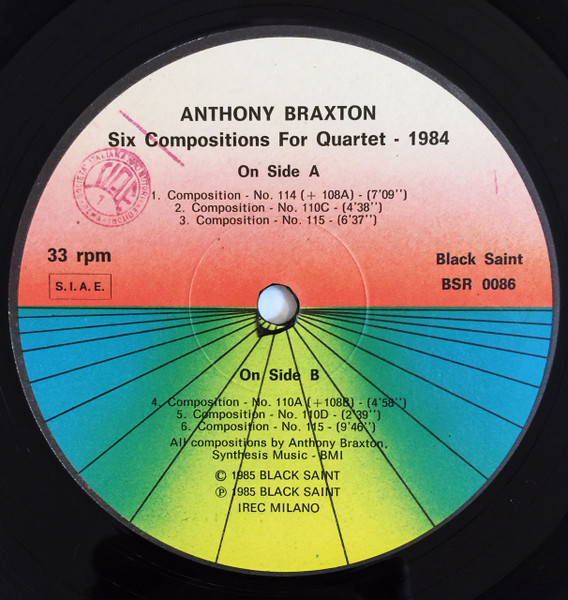 ANTHONY BRAXTON
Six Compositions For Quartet - 1984
On Side A
1. Composition - No. 114 (+ 108A) - (7'09'')
2. Composition - No. 110C - (4'38'')
3. Composition - No. 115 - (6'37'')
33 rpm
S.I.A.E.
Black Saint
BSR 0086
On Side B
4. Composition - No. 110A (+108B) - (4'58'')
5. Composition - No. 110D - (2'39'')
6. Composition - No. 115 - (9'46'')
All compositions by Anthony Braxton,
Synthesis Music - BMI
© 1985 BLACK SAINT
℗ 1985 BLACK SAINT
IREC MILANO